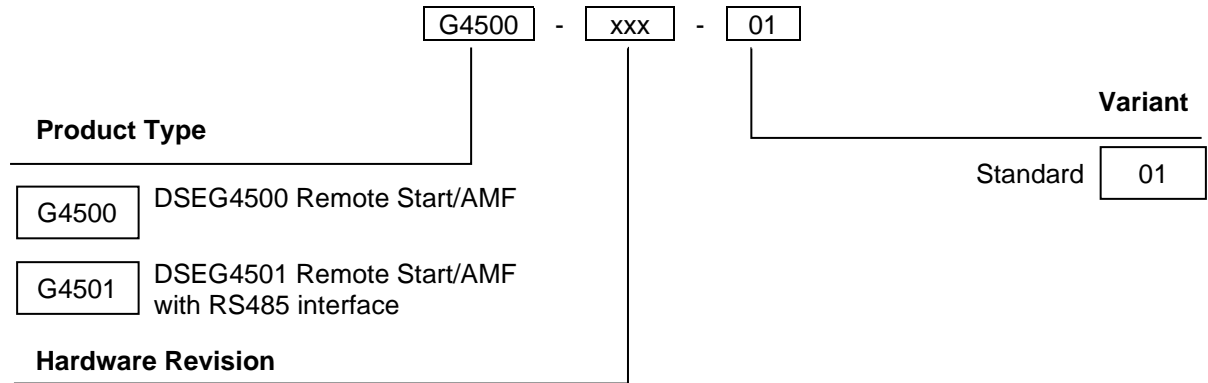 G4500 - xxx - 01
Variant
Product Type
Standard 01
G4500 DSEG4500 Remote Start/AMF
G4501 DSEG4501 Remote Start/AMF
with RS485 interface
Hardware Revision